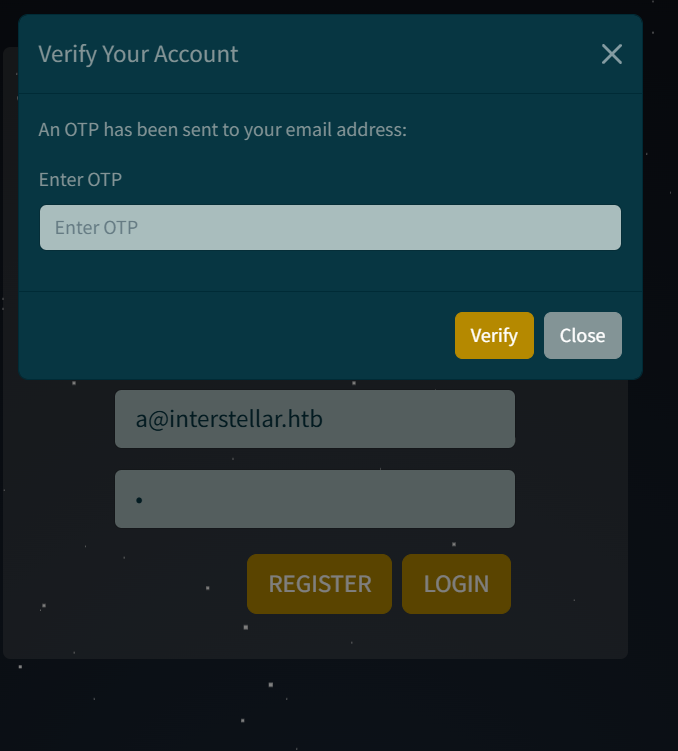 Verify Your Account
An OTP has been sent to your email address:
Enter OTP
Enter OTP
Verify Close
a@interstellar.htb
•
REGISTER LOGIN